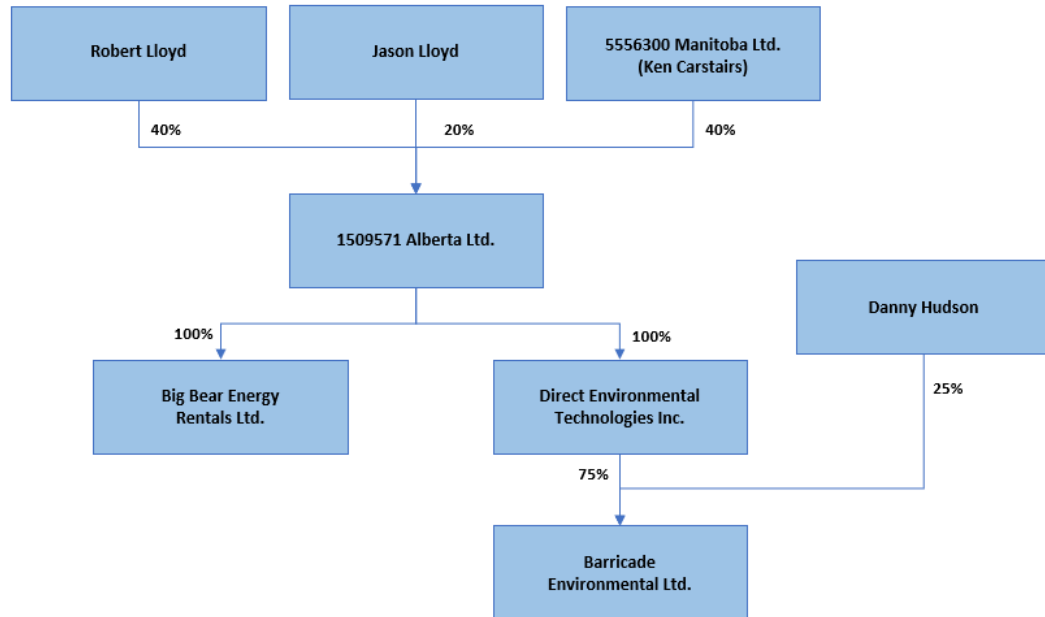 Robert Lloyd
Jason Lloyd
5556300 Manitoba Ltd.
(Ken Carstairs)
40%
20%
40%
1509571 Alberta Ltd.
Danny Hudson
100%
100%
25%
Big Bear Energy
Rentals Ltd.
Direct Environmental
Technologies Inc.
75%
Barricade
Environmental Ltd.